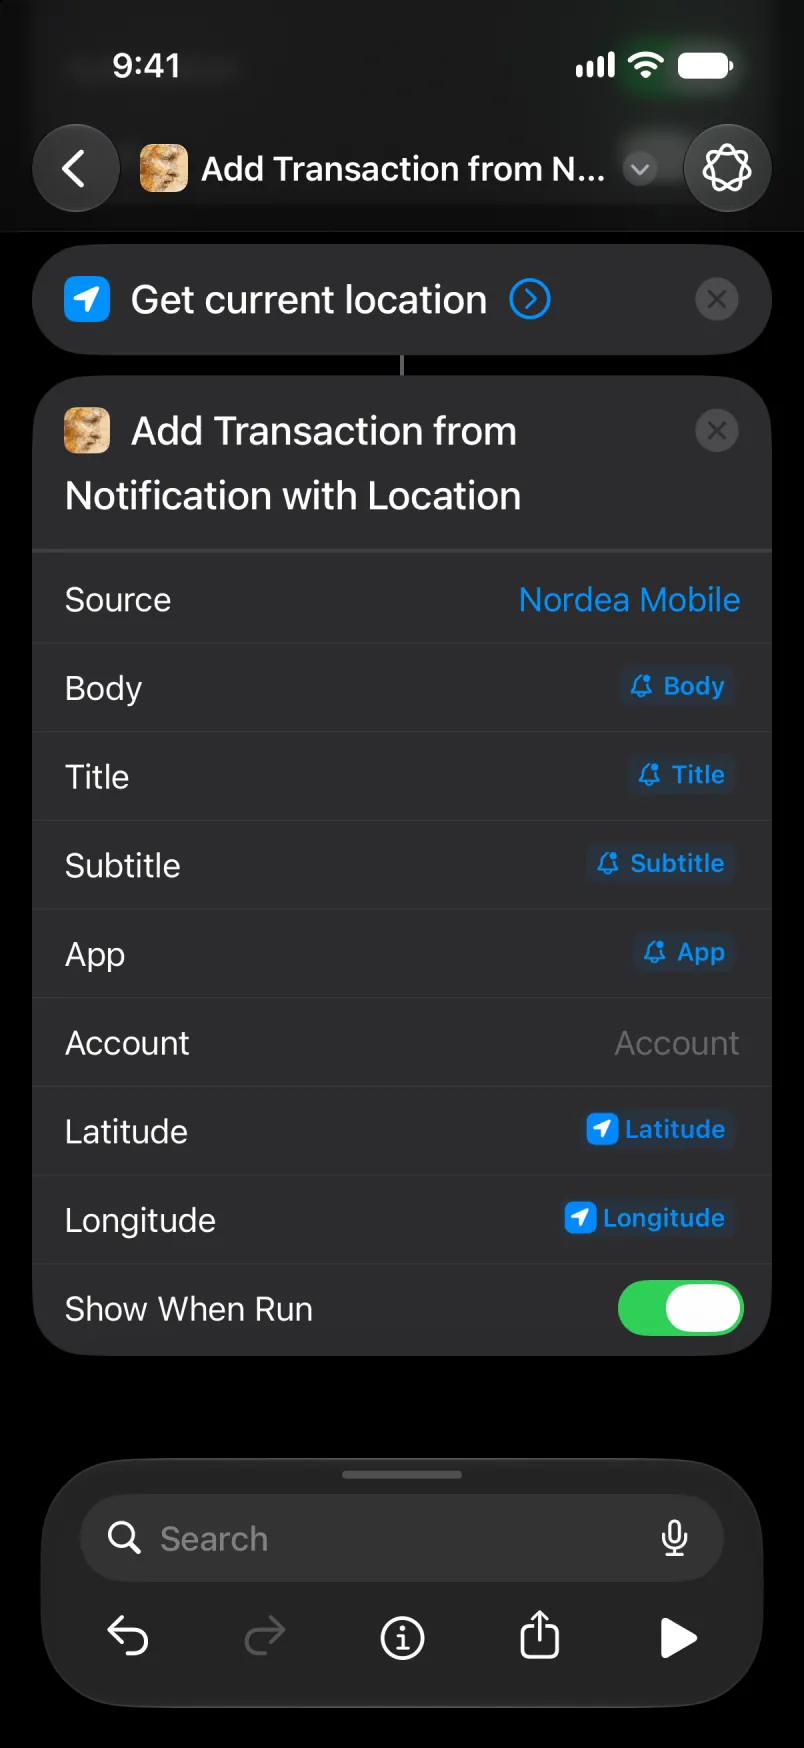 9:41
Add Transaction from N...
Get current location
Add Transaction from
Notification with Location
Source Nordea Mobile
Body Body
Title Title
Subtitle Subtitle
App App
Account Account
Latitude Latitude
Longitude Longitude
Show When Run
Search